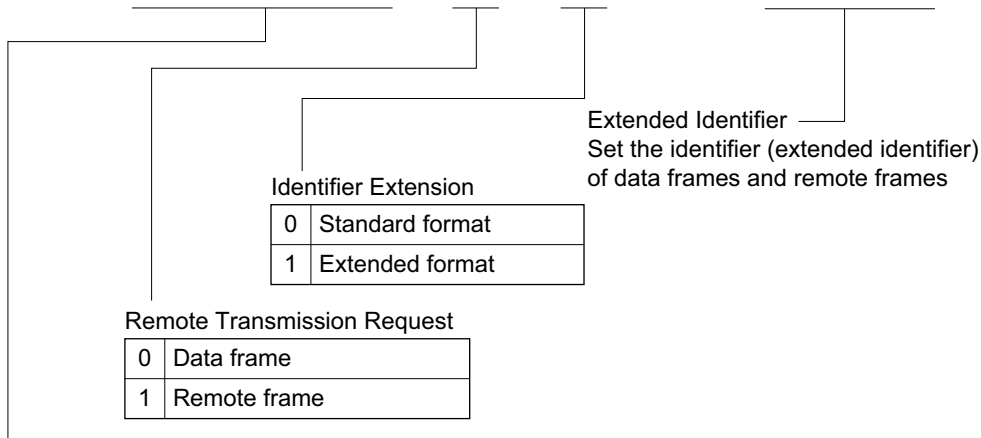 Extended Identifier
Set the identifier (extended identifier)
of data frames and remote frames
Identifier Extension
0 Standard format
1 Extended format
Remote Transmission Request
0 Data frame
1 Remote frame